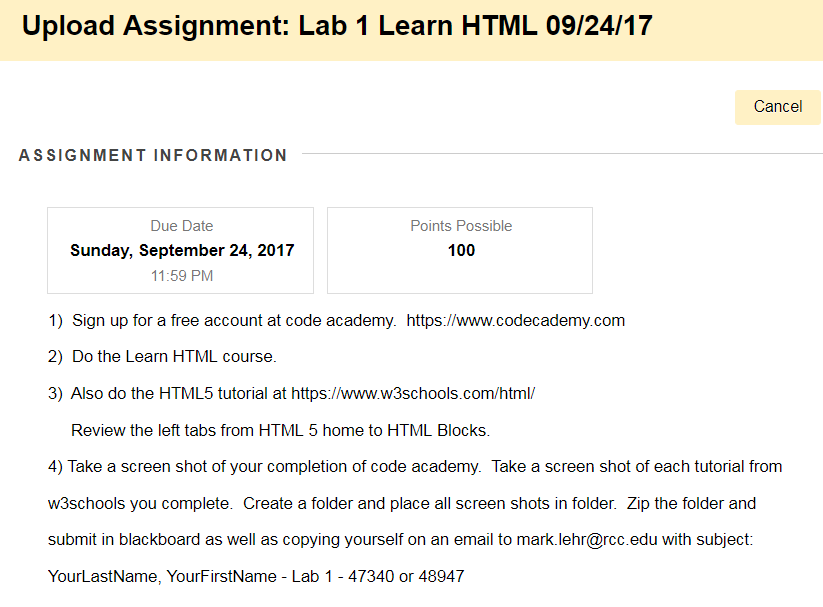 Upload Assignment: Lab 1 Learn HTML 09/24/17
Cancel
ASSIGNMENT INFORMATION
Due Date
Sunday, September 24, 2017
11:59 PM
Points Possible
100
1)  Sign up for a free account at code academy.  https://www.codecademy.com
2)  Do the Learn HTML course.
3)  Also do the HTML5 tutorial at https://www.w3schools.com/html/
Review the left tabs from HTML 5 home to HTML Blocks.
4) Take a screen shot of your completion of code academy.  Take a screen shot of each tutorial from
w3schools you complete.  Create a folder and place all screen shots in folder.  Zip the folder and
submit in blackboard as well as copying yourself on an email to mark.lehr@rcc.edu with subject:
YourLastName, YourFirstName - Lab 1 - 47340 or 48947